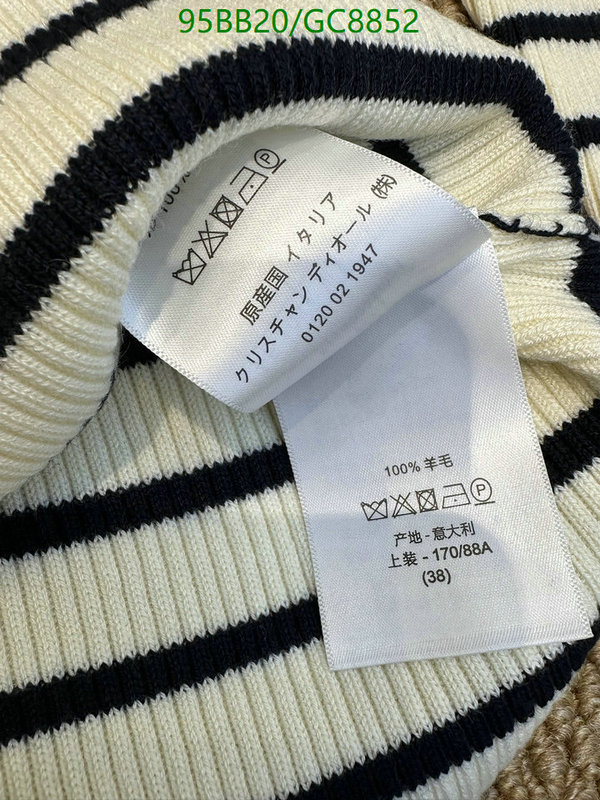 95BB20/GC8852
100%
原産国 イタリア
クリスチャン ディオール (株)
0120 02 1947
100% 羊毛
产地 - 意大利
上装 - 170/88A
(38)